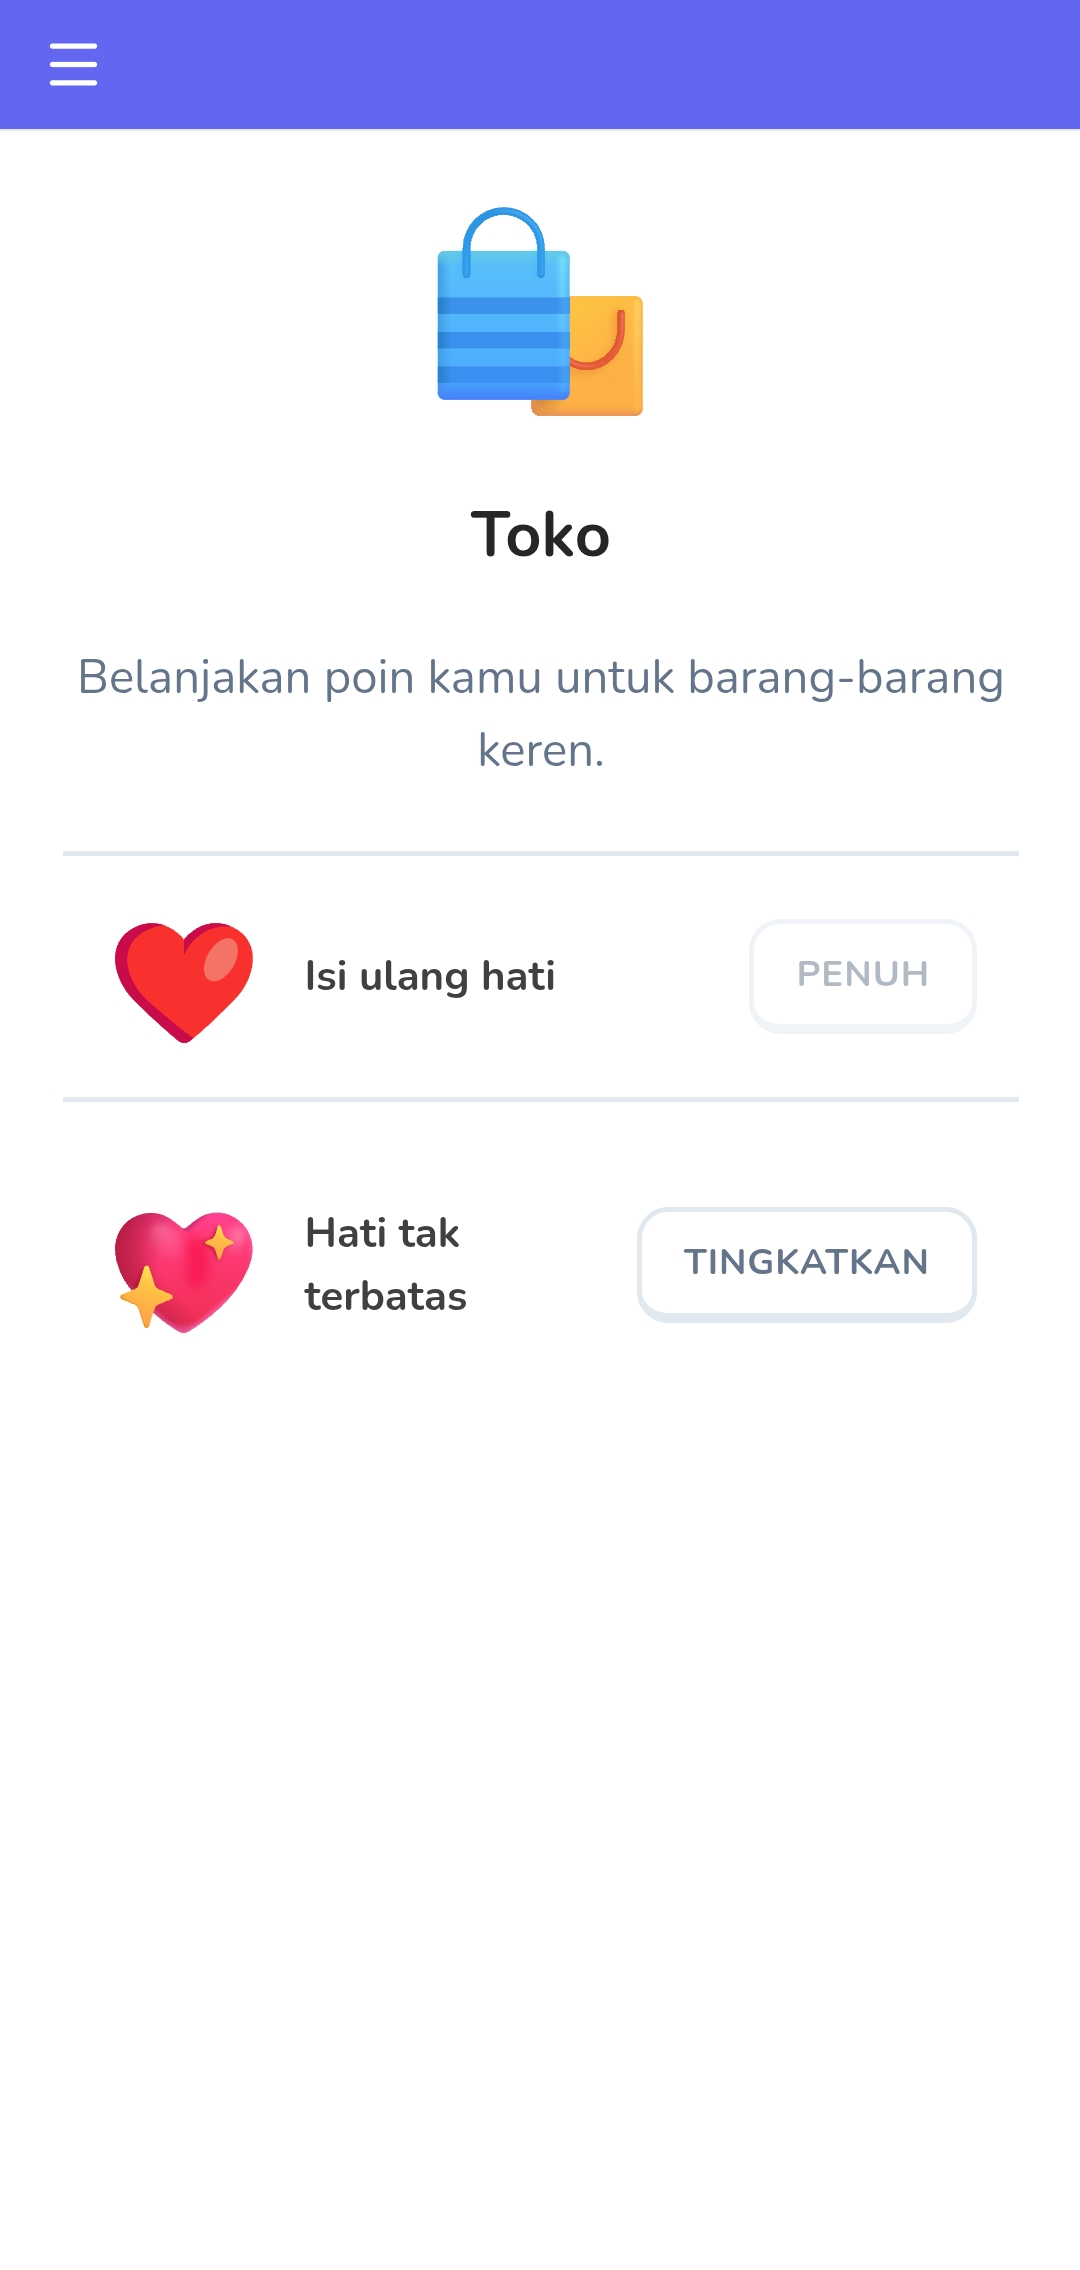 Toko
Belanjakan poin kamu untuk barang-barang
keren.
Isi ulang hati
PENUH
Hati tak
terbatas
TINGKATKAN